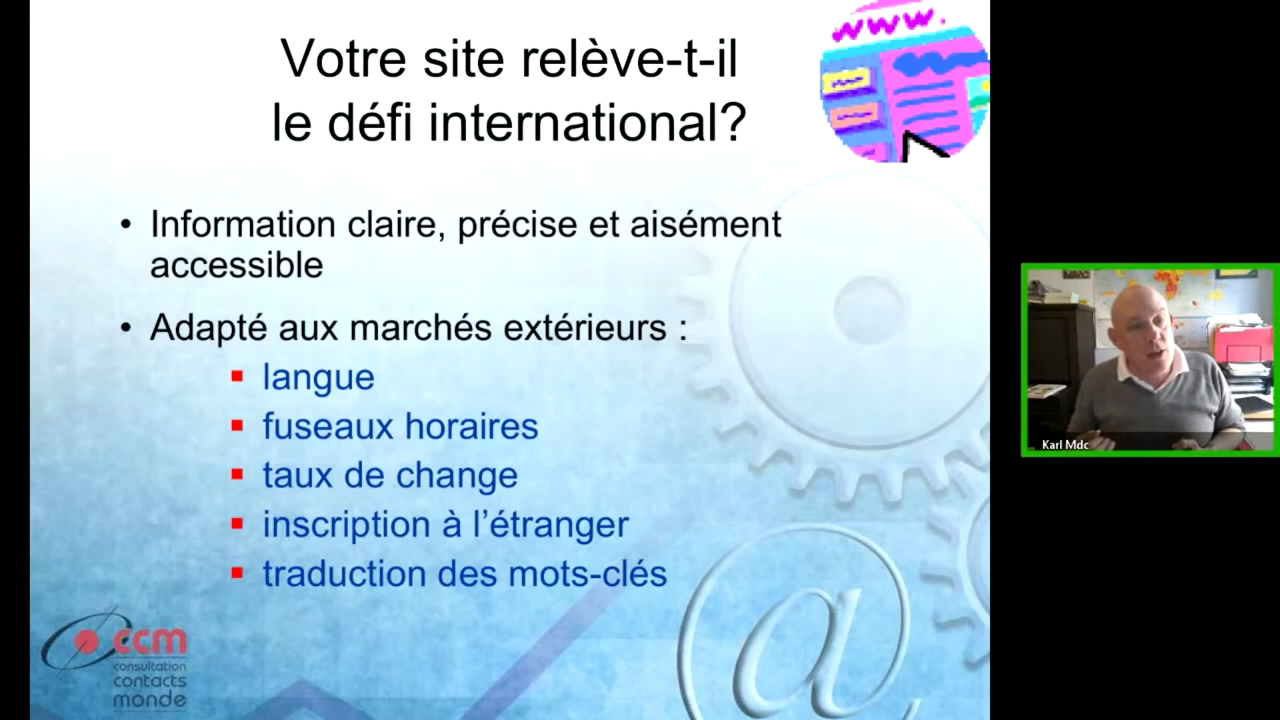 www.
Votre site relève-t-il
le défi international?
• Information claire, précise et aisément
accessible
• Adapté aux marchés extérieurs :
langue
fuseaux horaires
taux de change
inscription à l’étranger
traduction des mots-clés
ccm
consultation
contacts
monde
@
Karl Mdc